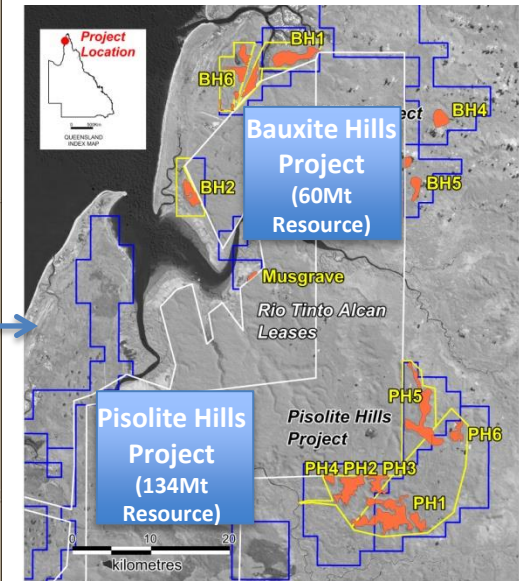 Project
Location
0 500Km
QUEENSLAND
INDEX MAP
BH1
BH6
BH4
Bauxite Hills
Project
(60Mt
Resource)
BH5
BH2
Musgrave
Rio Tinto Alcan
Leases
PH5
Pisolite Hills
Project
(134Mt
Resource)
Pisolite Hills
Project
PH6
PH4 PH2 PH3
PH1
0 10 20
kilometres